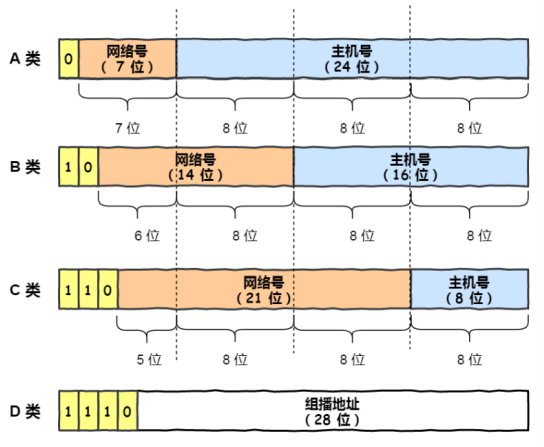 A 类
0
网络号
( 7 位)
主机号
(24 位)
7 位
8 位
8 位
8 位
B 类
1 0
网络号
(14 位)
主机号
(16 位)
6 位
8 位
8 位
8 位
C 类
1 1 0
网络号
(21 位)
主机号
(8 位)
5 位
8 位
8 位
8 位
D 类
1 1 1 0
组播地址
(28 位)